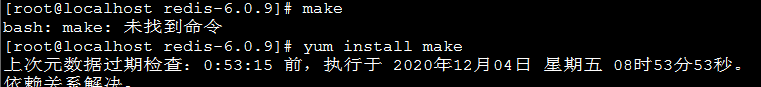 [root@localhost redis-6.0.9]# make
bash: make: 未找到命令
[root@localhost redis-6.0.9]# yum install make
上次元数据过期检查：0:53:15 前，执行于 2020年12月04日 星期五 08时53分53秒。
依赖关系解决。